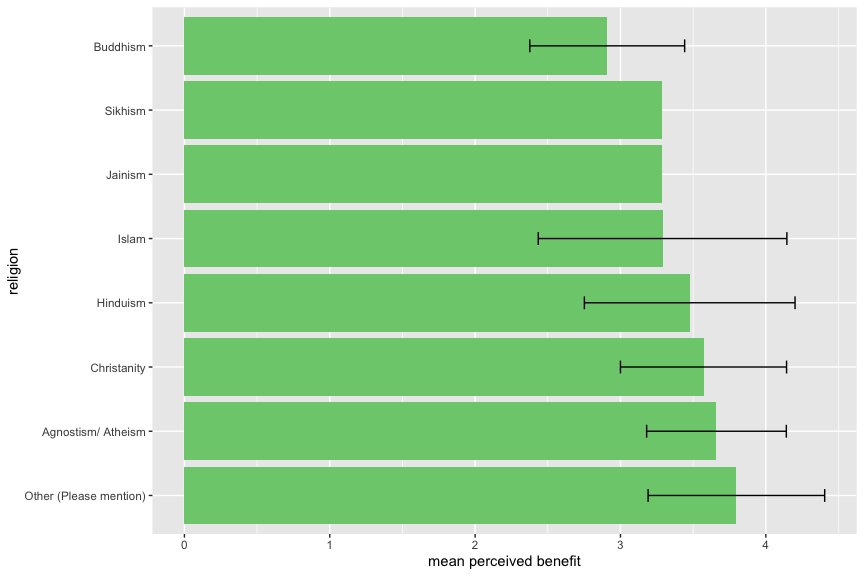 Buddhism
Sikhism
Jainism
Islam
Hinduism
Christanity
Agnostism/ Atheism
Other (Please mention)
religion
0 1 2 3 4
mean perceived benefit